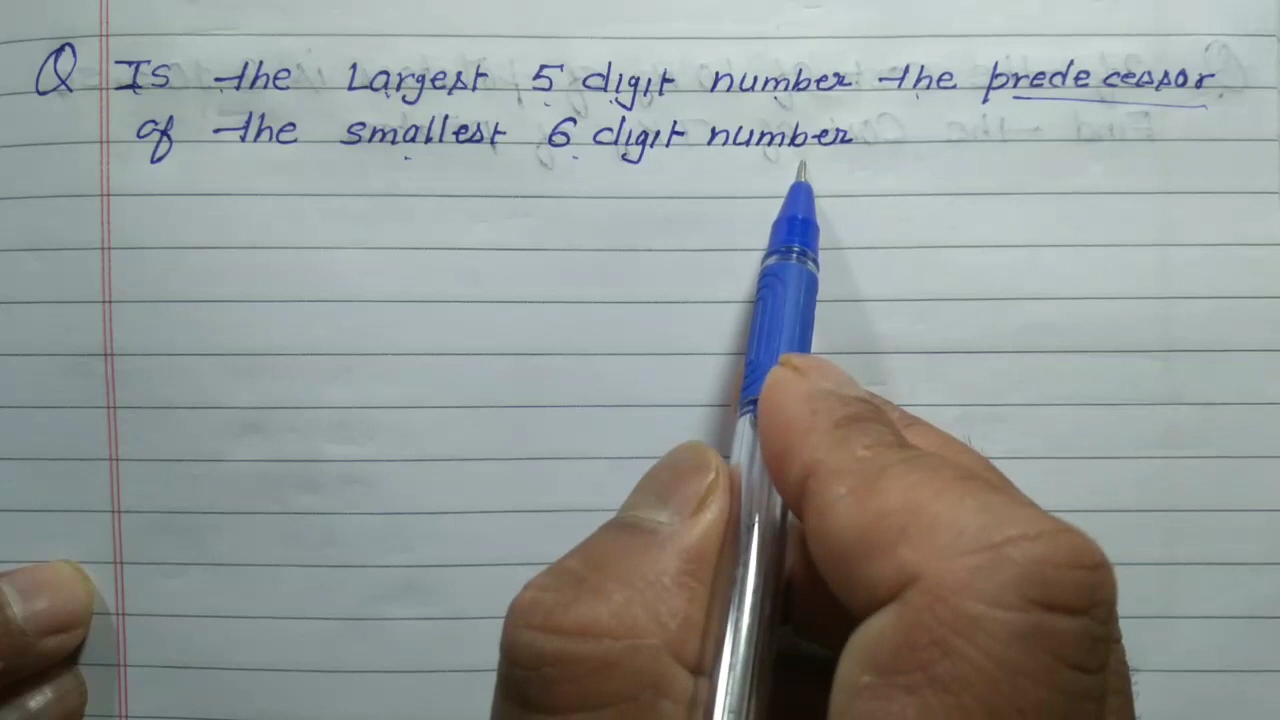 Q Is the Largest 5 digit number the predecessor
of the smallest 6 digit number